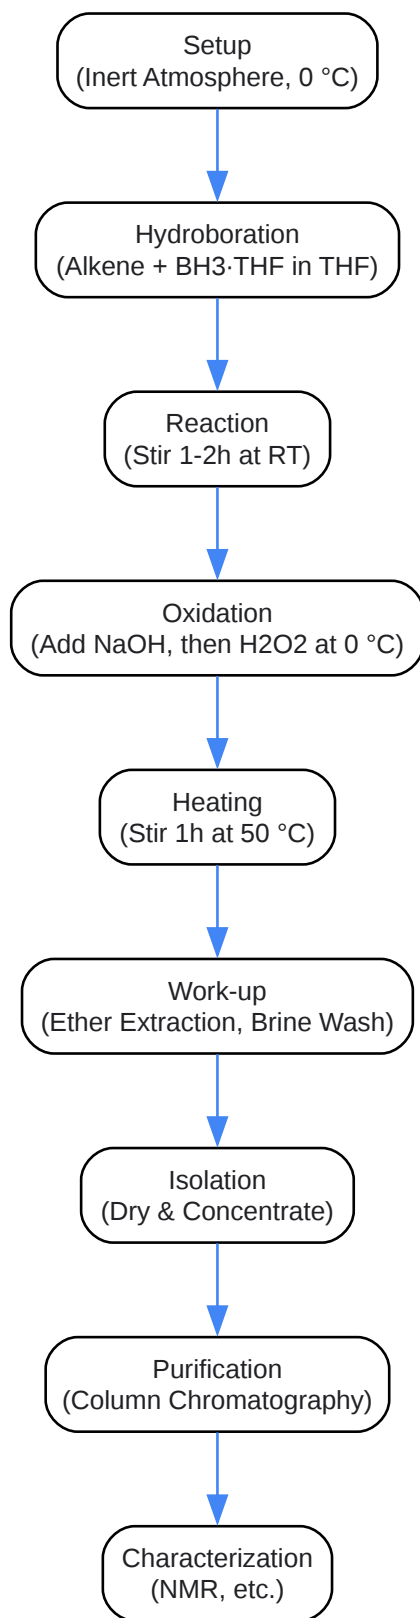 Setup
(Inert Atmosphere, 0 °C)
Hydroboration
(Alkene + BH3·THF in THF)
Reaction
(Stir 1-2h at RT)
Oxidation
(Add NaOH, then H2O2 at 0 °C)
Heating
(Stir 1h at 50 °C)
Work-up
(Ether Extraction, Brine Wash)
Isolation
(Dry & Concentrate)
Purification
(Column Chromatography)
Characterization
(NMR, etc.)